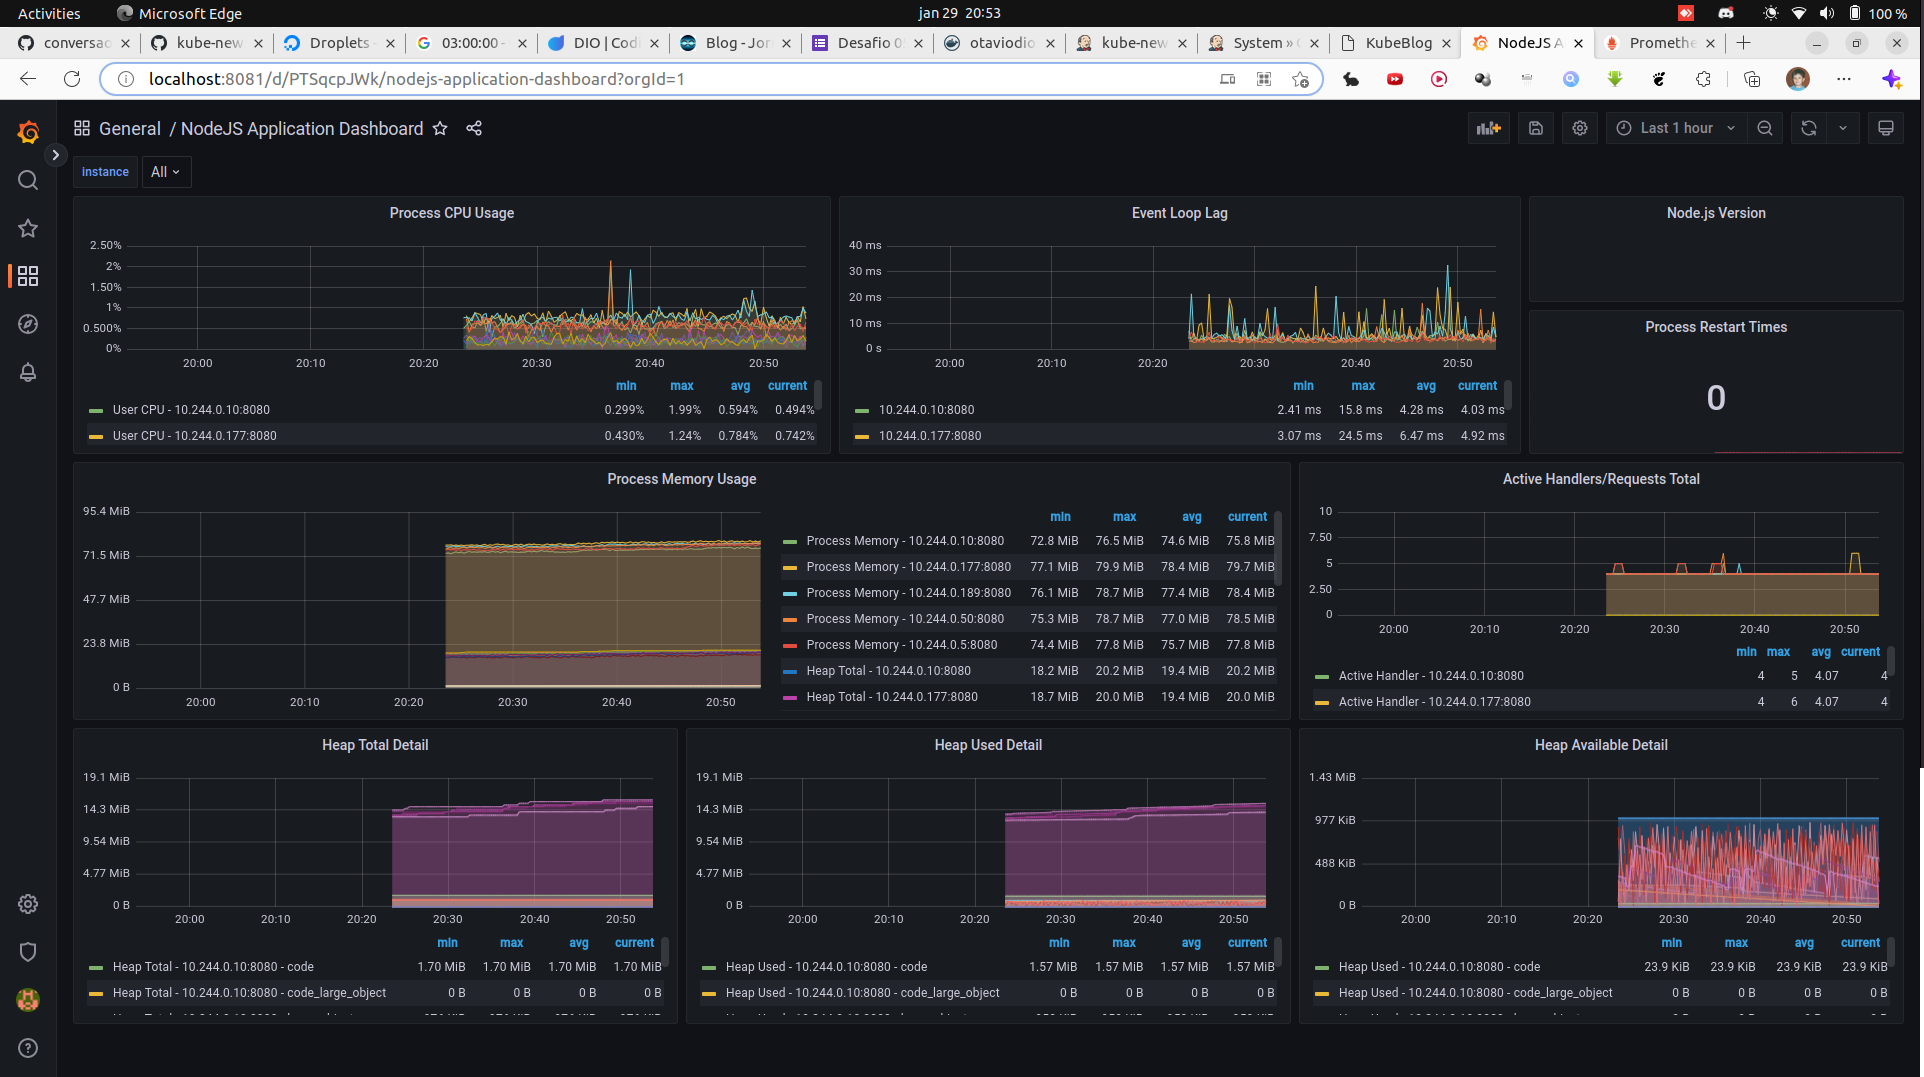 Activities Microsoft Edge jan 29 20:53 100 %
conversao kube-new Droplets - 03:00:00 - DIO | Codi Blog - Jor Desafio 0 otaviodio kube-new System » KubeBlog NodeJS A Promethe
localhost:8081/d/PTSqcpJWk/nodejs-application-dashboard?orgId=1
General / NodeJS Application Dashboard Last 1 hour
instance All
Process CPU Usage
2.50%
2%
1.50%
1%
0.500%
0%
20:00 20:10 20:20 20:30 20:40 20:50
min max avg current
User CPU - 10.244.0.10:8080 0.299% 1.99% 0.594% 0.494%
User CPU - 10.244.0.177:8080 0.430% 1.24% 0.784% 0.742%
Event Loop Lag
40 ms
30 ms
20 ms
10 ms
0 s
20:00 20:10 20:20 20:30 20:40 20:50
min max avg current
10.244.0.10:8080 2.41 ms 15.8 ms 4.28 ms 4.03 ms
10.244.0.177:8080 3.07 ms 24.5 ms 6.47 ms 4.92 ms
Node.js Version
Process Restart Times
0
Process Memory Usage
95.4 MiB
71.5 MiB
47.7 MiB
23.8 MiB
0 B
20:00 20:10 20:20 20:30 20:40 20:50
min max avg current
Process Memory - 10.244.0.10:8080 72.8 MiB 76.5 MiB 74.6 MiB 75.8 MiB
Process Memory - 10.244.0.177:8080 77.1 MiB 79.9 MiB 78.4 MiB 79.7 MiB
Process Memory - 10.244.0.189:8080 76.1 MiB 78.7 MiB 77.4 MiB 78.4 MiB
Process Memory - 10.244.0.50:8080 75.3 MiB 78.7 MiB 77.0 MiB 78.5 MiB
Process Memory - 10.244.0.5:8080 74.4 MiB 77.8 MiB 75.7 MiB 77.8 MiB
Heap Total - 10.244.0.10:8080 18.2 MiB 20.2 MiB 19.4 MiB 20.2 MiB
Heap Total - 10.244.0.177:8080 18.7 MiB 20.0 MiB 19.4 MiB 20.0 MiB
Active Handlers/Requests Total
10
7.50
5
2.50
0
20:00 20:10 20:20 20:30 20:40 20:50
min max avg current
Active Handler - 10.244.0.10:8080 4 5 4.07 4
Active Handler - 10.244.0.177:8080 4 6 4.07 4
Heap Total Detail
19.1 MiB
14.3 MiB
9.54 MiB
4.77 MiB
0 B
20:00 20:10 20:20 20:30 20:40 20:50
min max avg current
Heap Total - 10.244.0.10:8080 - code 1.70 MiB 1.70 MiB 1.70 MiB 1.70 MiB
Heap Total - 10.244.0.10:8080 - code_large_object 0 B 0 B 0 B 0 B
Heap Used Detail
19.1 MiB
14.3 MiB
9.54 MiB
4.77 MiB
0 B
20:00 20:10 20:20 20:30 20:40 20:50
min max avg current
Heap Used - 10.244.0.10:8080 - code 1.57 MiB 1.57 MiB 1.57 MiB 1.57 MiB
Heap Used - 10.244.0.10:8080 - code_large_object 0 B 0 B 0 B 0 B
Heap Available Detail
1.43 MiB
977 KiB
488 KiB
0 B
20:00 20:10 20:20 20:30 20:40 20:50
min max avg current
Heap Used - 10.244.0.10:8080 - code 23.9 KiB 23.9 KiB 23.9 KiB 23.9 KiB
Heap Used - 10.244.0.10:8080 - code_large_object 0 B 0 B 0 B 0 B